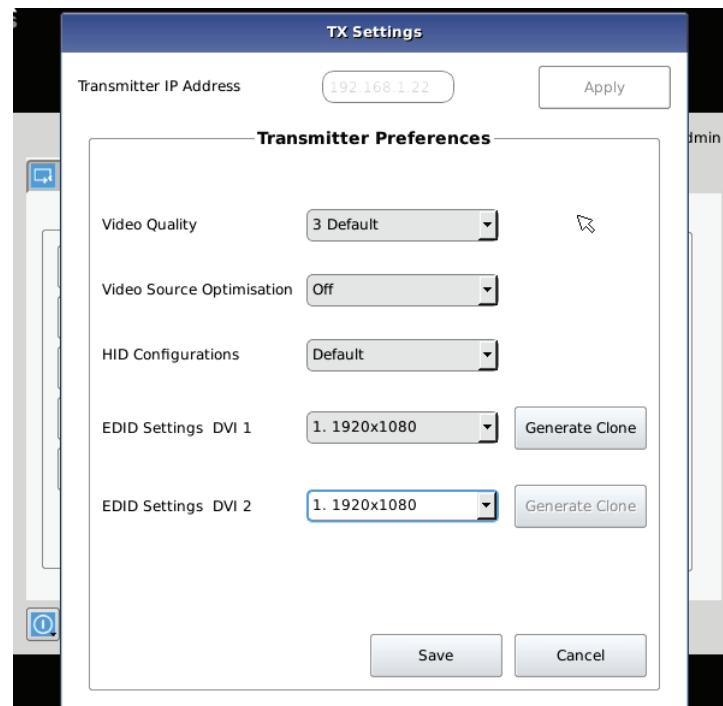 TX Settings
Transmitter IP Address 192.168.1.22 Apply
Transmitter Preferences
dmin
Video Quality 3 Default
Video Source Optimisation Off
HID Configurations Default
EDID Settings DVI 1 1. 1920x1080 Generate Clone
EDID Settings DVI 2 1. 1920x1080 Generate Clone
Save Cancel